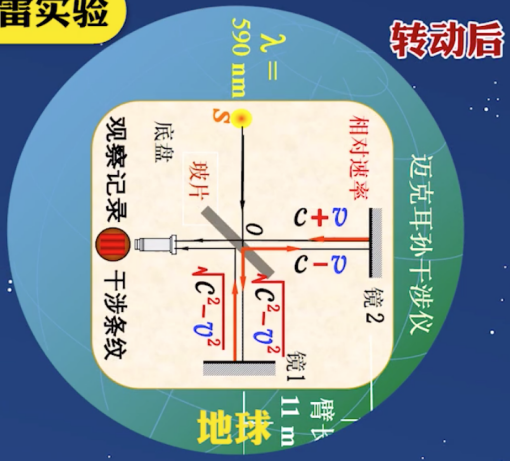 雷实验
转动后
λ =
590 nm
S
相对速率
迈克耳孙干涉仪
底盘
玻片
观察记录
干涉条纹
O
c+v
c-v
镜2
√c²-v²
√c²-v²
镜1
臂长
11 m
地球